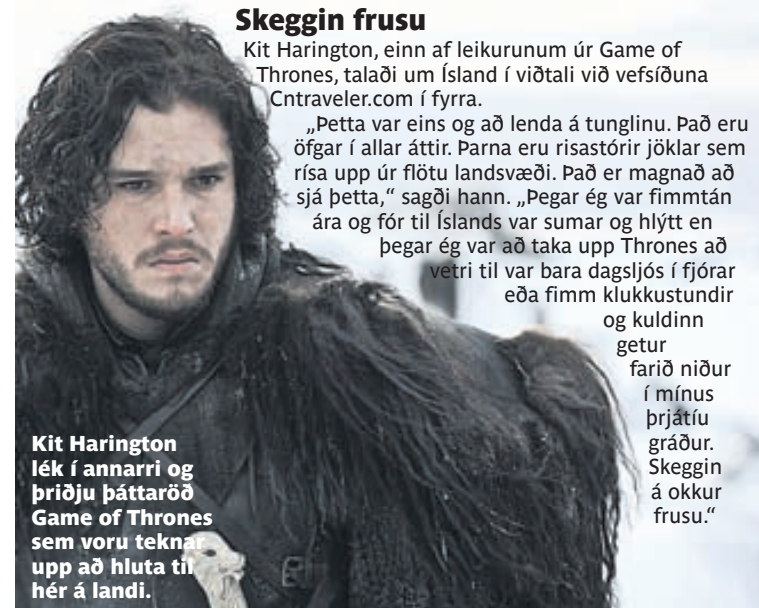 Skeggin frusu
Kit Harington, einn af leikurunum úr Game of
Thrones, talaði um Ísland í viðtali við vefsíðuna
Cntraveler.com í fyrra.
„Þetta var eins og að lenda á tunglinu. Það eru
öfgar í allar áttir. Þarna eru risastórir jöklar sem
rísa upp úr flötu landsvæði. Það er magnað að
sjá þetta,“ sagði hann. „Þegar ég var fimmtán
ára og fór til Íslands var sumar og hlýtt en
þegar ég var að taka upp Thrones að
vetri til var bara dagsljós í fjórar
eða fimm klukkustundir
og kuldinn
getur
farið niður
í mínus
þrjátíu
gráður.
Skeggin
á okkur
frusu.“
Kit Harington
lék í annarri og
þriðju þáttaröð
Game of Thrones
sem voru teknar
upp að hluta til
hér á landi.